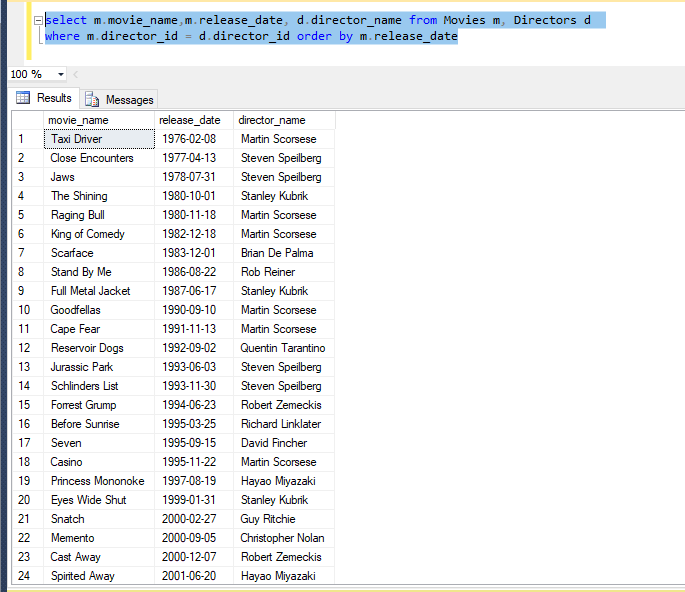 select m.movie_name,m.release_date, d.director_name from Movies m, Directors d
where m.director_id = d.director_id order by m.release_date
100 %
Results Messages
movie_name release_date director_name
1 Taxi Driver 1976-02-08 Martin Scorsese
2 Close Encounters 1977-04-13 Steven Speilberg
3 Jaws 1978-07-31 Steven Speilberg
4 The Shining 1980-10-01 Stanley Kubrik
5 Raging Bull 1980-11-18 Martin Scorsese
6 King of Comedy 1982-12-18 Martin Scorsese
7 Scarface 1983-12-01 Brian De Palma
8 Stand By Me 1986-08-22 Rob Reiner
9 Full Metal Jacket 1987-06-17 Stanley Kubrik
10 Goodfellas 1990-09-10 Martin Scorsese
11 Cape Fear 1991-11-13 Martin Scorsese
12 Reservoir Dogs 1992-09-02 Quentin Tarantino
13 Jurassic Park 1993-06-03 Steven Speilberg
14 Schlinders List 1993-11-30 Steven Speilberg
15 Forrest Grump 1994-06-23 Robert Zemeckis
16 Before Sunrise 1995-03-25 Richard Linklater
17 Seven 1995-09-15 David Fincher
18 Casino 1995-11-22 Martin Scorsese
19 Princess Mononoke 1997-08-19 Hayao Miyazaki
20 Eyes Wide Shut 1999-01-31 Stanley Kubrik
21 Snatch 2000-02-27 Guy Ritchie
22 Memento 2000-09-05 Christopher Nolan
23 Cast Away 2000-12-07 Robert Zemeckis
24 Spirited Away 2001-06-20 Hayao Miyazaki